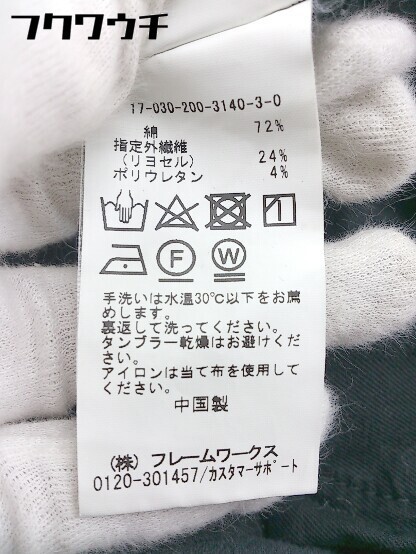 フクワウチ
17-030-200-3140-3-0
綿 72%
指定外繊維
（リヨセル） 24%
ポリウレタン 4%
1
F W
手洗いは水温30℃以下をお薦
めします。
裏返して洗ってください。
タンブラー乾燥はお避けくだ
さい。
アイロンは当て布を使用して
ください。
中国製
（株）フレームワークス
0120-301457/カスタマーサポート